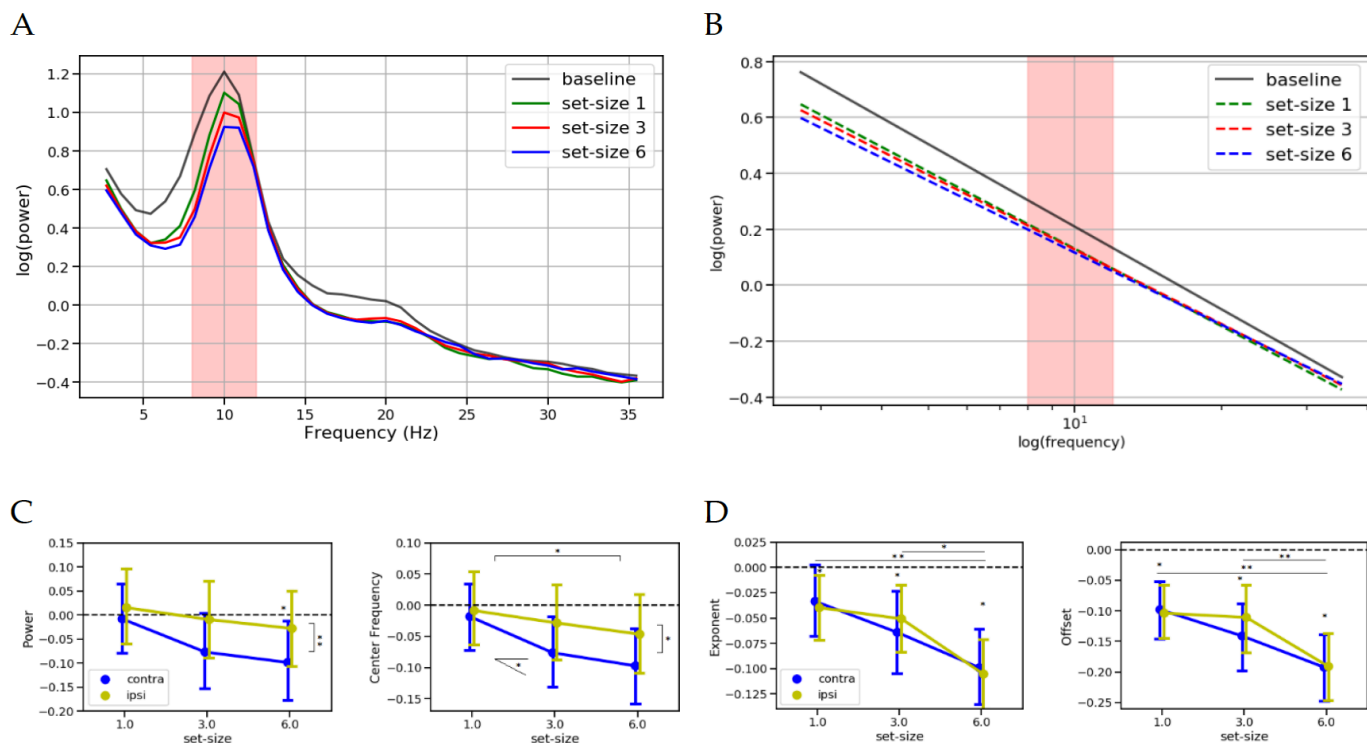 A
log(power)
1.2
1.0
0.8
0.6
0.4
0.2
0.0
−0.2
−0.4
5
10
15
20
25
30
35
Frequency (Hz)
baseline
set-size 1
set-size 3
set-size 6
B
log(power)
0.8
0.6
0.4
0.2
0.0
−0.2
−0.4
10¹
log(frequency)
baseline
set-size 1
set-size 3
set-size 6
C
Power
0.15
0.10
0.05
0.00
−0.05
−0.10
−0.15
−0.20
*
**
contra
ipsi
1.0
3.0
6.0
set-size
Center Frequency
0.10
0.05
0.00
−0.05
−0.10
−0.15
*
*
*
1.0
3.0
6.0
set-size
D
Exponent
0.025
0.000
−0.025
−0.050
−0.075
−0.100
−0.125
*
**
*
*
*
contra
ipsi
1.0
3.0
6.0
set-size
Offset
0.00
−0.05
−0.10
−0.15
−0.20
−0.25
**
**
*
*
*
1.0
3.0
6.0
set-size